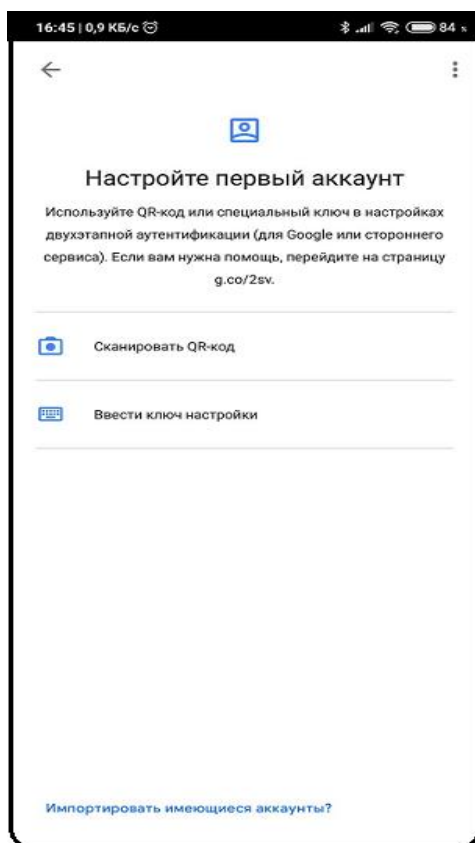 16:45 | 0,9 КБ/с 84
Настройте первый аккаунт
Используйте QR-код или специальный ключ в настройках
двухэтапной аутентификации (для Google или стороннего
сервиса). Если вам нужна помощь, перейдите на страницу
g.co/2sv.
Сканировать QR-код
Ввести ключ настройки
Импортировать имеющиеся аккаунты?